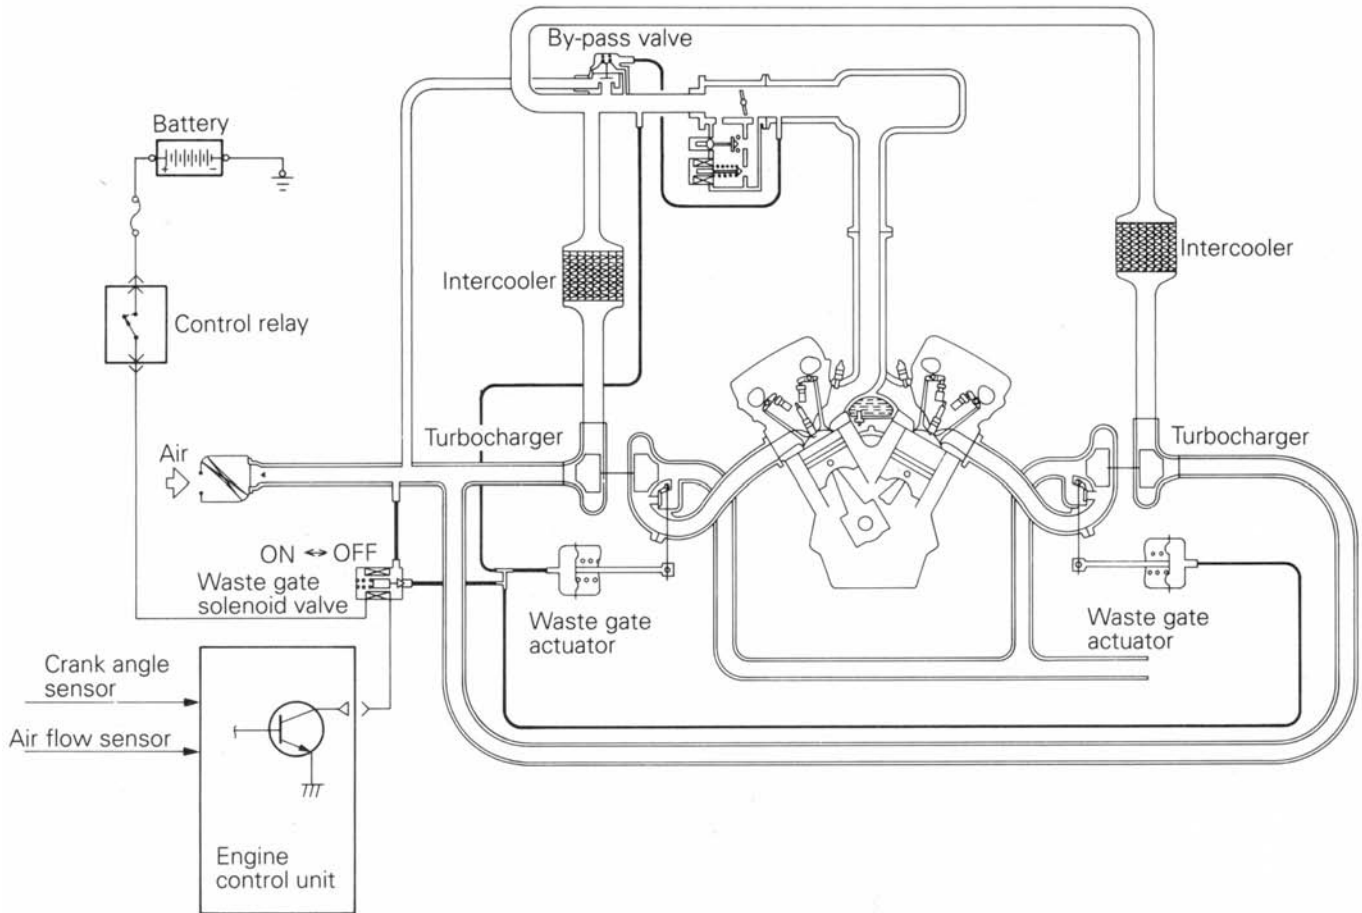 By-pass valve
Battery
Intercooler
Intercooler
Control relay
Turbocharger
Turbocharger
Air
ON ↔ OFF
Waste gate
solenoid valve
Waste gate
actuator
Waste gate
actuator
Crank angle
sensor
Air flow sensor
Engine
control unit